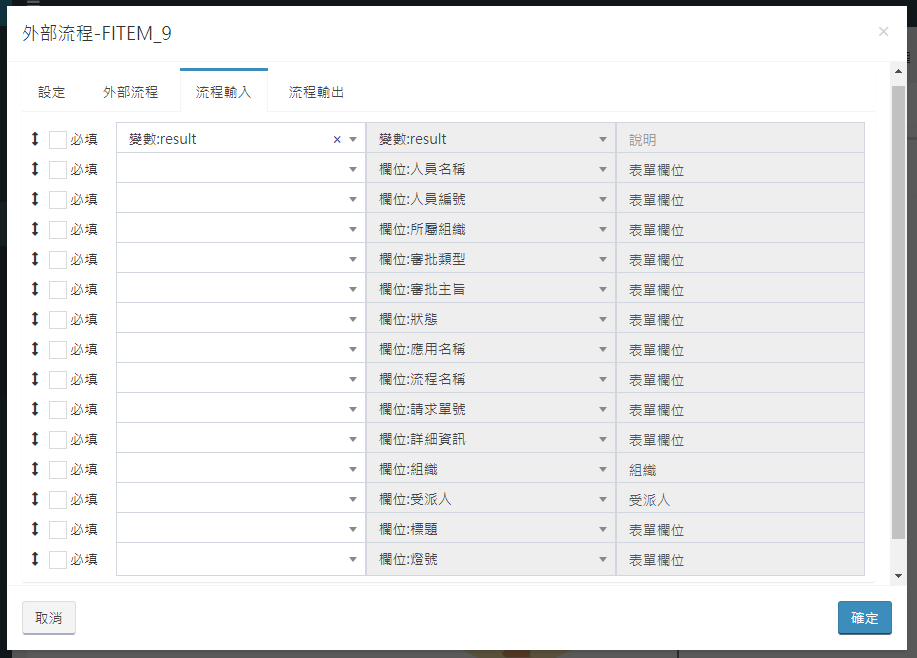 外部流程-FITEM_9 ×
設定 外部流程 流程輸入 流程輸出
必填 變數:result × 變數:result 說明
必填 欄位:人員名稱 表單欄位
必填 欄位:人員編號 表單欄位
必填 欄位:所屬組織 表單欄位
必填 欄位:審批類型 表單欄位
必填 欄位:審批主旨 表單欄位
必填 欄位:狀態 表單欄位
必填 欄位:應用名稱 表單欄位
必填 欄位:流程名稱 表單欄位
必填 欄位:請求單號 表單欄位
必填 欄位:詳細資訊 表單欄位
必填 欄位:組織 組織
必填 欄位:受派人 受派人
必填 欄位:標題 表單欄位
必填 欄位:燈號 表單欄位
取消 確定